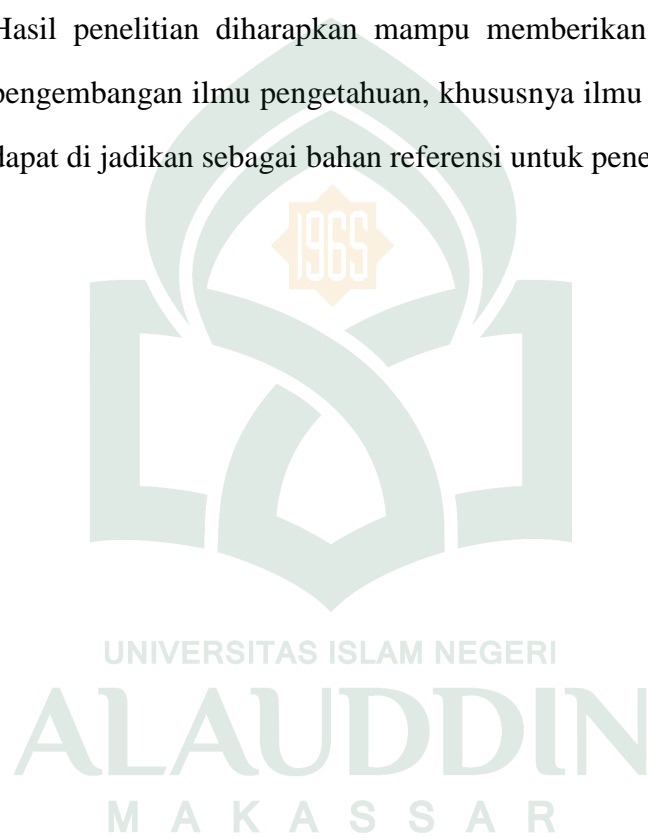 Hasil penelitian diharapkan mampu memberikan
pengembangan ilmu pengetahuan, khususnya ilmu
dapat di jadikan sebagai bahan referensi untuk pene
1965
UNIVERSITAS ISLAM NEGERI
ALAUDDIN
MAKASSAR